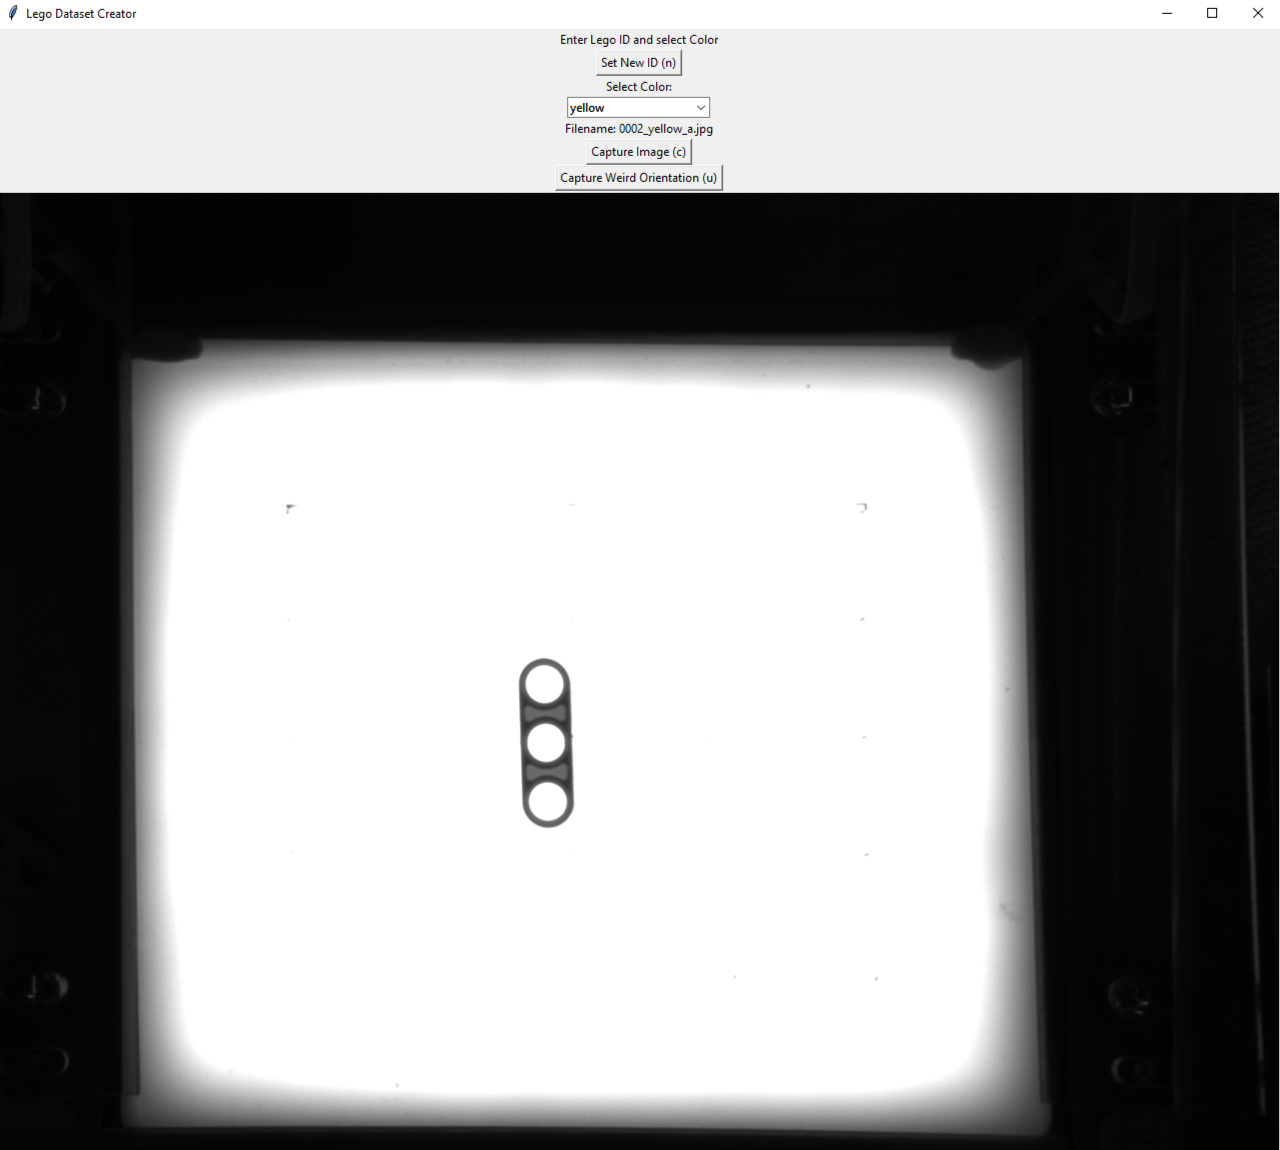 Lego Dataset Creator
Enter Lego ID and select Color
Set New ID (n)
Select Color:
yellow
Filename: 0002_yellow_a.jpg
Capture Image (c)
Capture Weird Orientation (u)